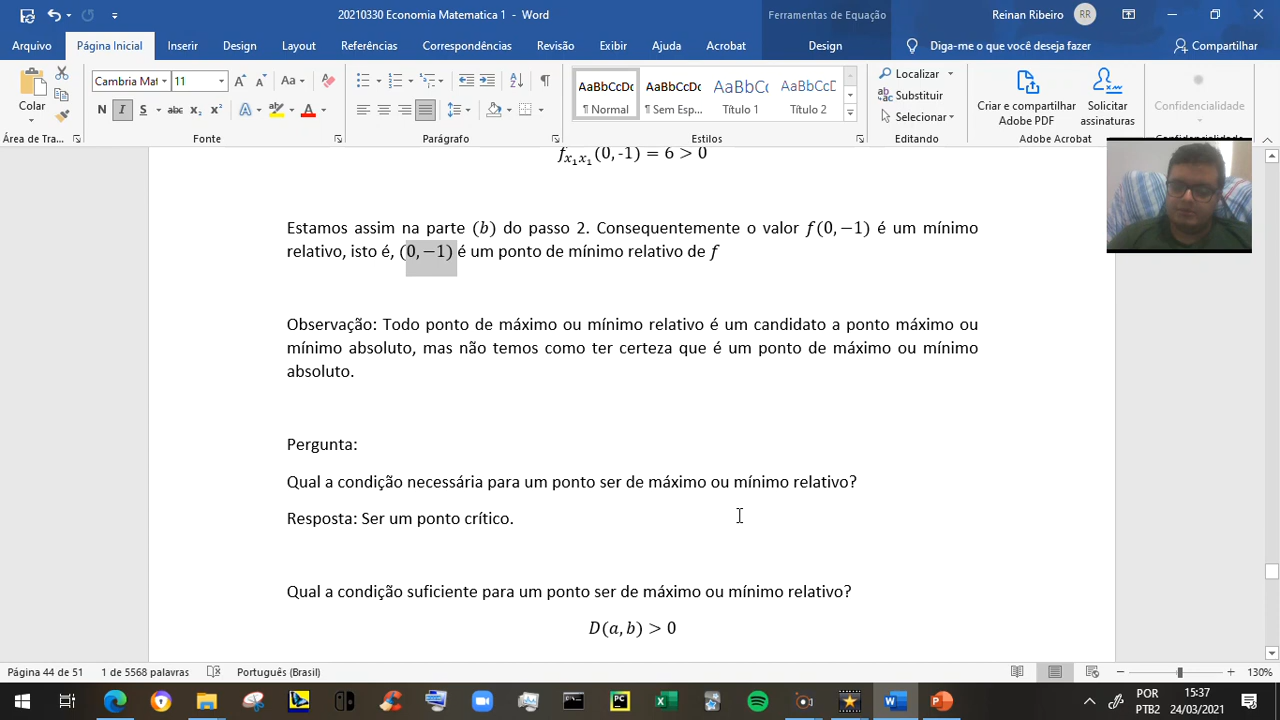 20210330 Economia Matematica 1 - Word
Ferramentas de Equação
Reinan Ribeiro
RR
Arquivo
Página Inicial
Inserir
Design
Layout
Referências
Correspondências
Revisão
Exibir
Ajuda
Acrobat
Design
Diga-me o que você deseja fazer
Compartilhar
Colar
Cambria Mat
11
AaBbCcDc
AaBbCcDc
AaBbCc
AaBbCcD
¶ Normal
¶ Sem Esp...
Título 1
Título 2
Localizar
Substituir
Selecionar
Criar e compartilhar
Adobe PDF
Solicitar
assinaturas
Confidencialidade
Área de Tra...
Fonte
Parágrafo
Estilos
Editando
Adobe Acrobat
f_{x_1x_1}(0, -1) = 6 > 0
Estamos assim na parte (b) do passo 2. Consequentemente o valor f(0, −1) é um mínimo
relativo, isto é, (0, −1) é um ponto de mínimo relativo de f
Observação: Todo ponto de máximo ou mínimo relativo é um candidato a ponto máximo ou
mínimo absoluto, mas não temos como ter certeza que é um ponto de máximo ou mínimo
absoluto.
Pergunta:
Qual a condição necessária para um ponto ser de máximo ou mínimo relativo?
Resposta: Ser um ponto crítico.
Qual a condição suficiente para um ponto ser de máximo ou mínimo relativo?
D(a, b) > 0
Página 44 de 51
1 de 5568 palavras
Português (Brasil)
130%
POR
PTB2
15:37
24/03/2021